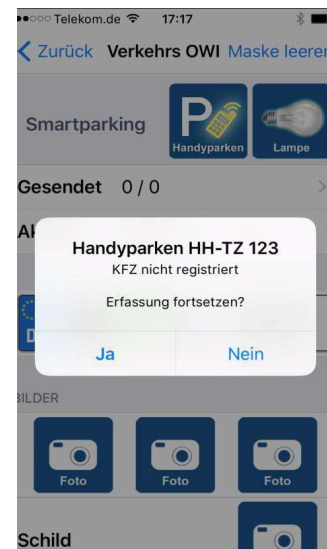 Telekom.de 17:17
Zurück Verkehrs OWI Maske leeren
Smartparking
P
Handyparken
Lampe
Gesendet 0 / 0
Ak
Handyparken HH-TZ 123
KFZ nicht registriert
Erfassung fortsetzen?
D
Ja Nein
BILDER
Foto Foto Foto
Schild